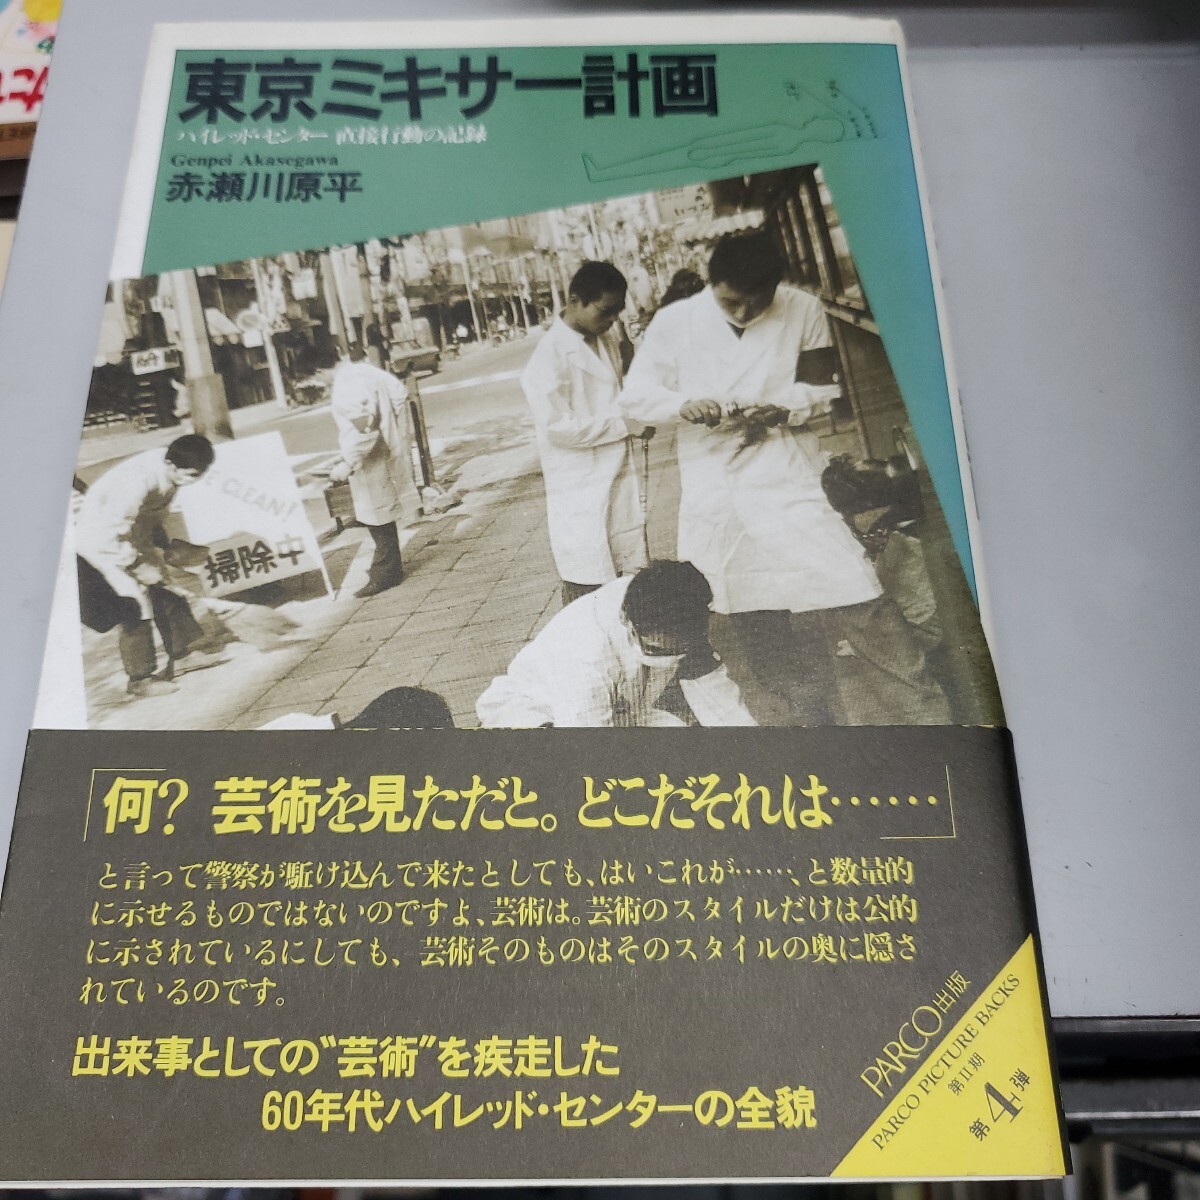 東京ミキサー計画
ハイレッド・センター 直接行動の記録
Genpei Akasegawa
赤瀬川原平
CLEAN!
掃除中
「何? 芸術を見ただと。どこだそれは……」
と言って警察が駈け込んで来たとしても、はいこれが……、と数量的
に示せるものではないのですよ、芸術は。芸術のスタイルだけは公的
に示されているにしても、芸術そのものはそのスタイルの奥に隠さ
れているのです。
出来事としての"芸術"を疾走した
60年代ハイレッド・センターの全貌
PARCO出版
PARCO PICTURE BACKS
第II期
第4弾